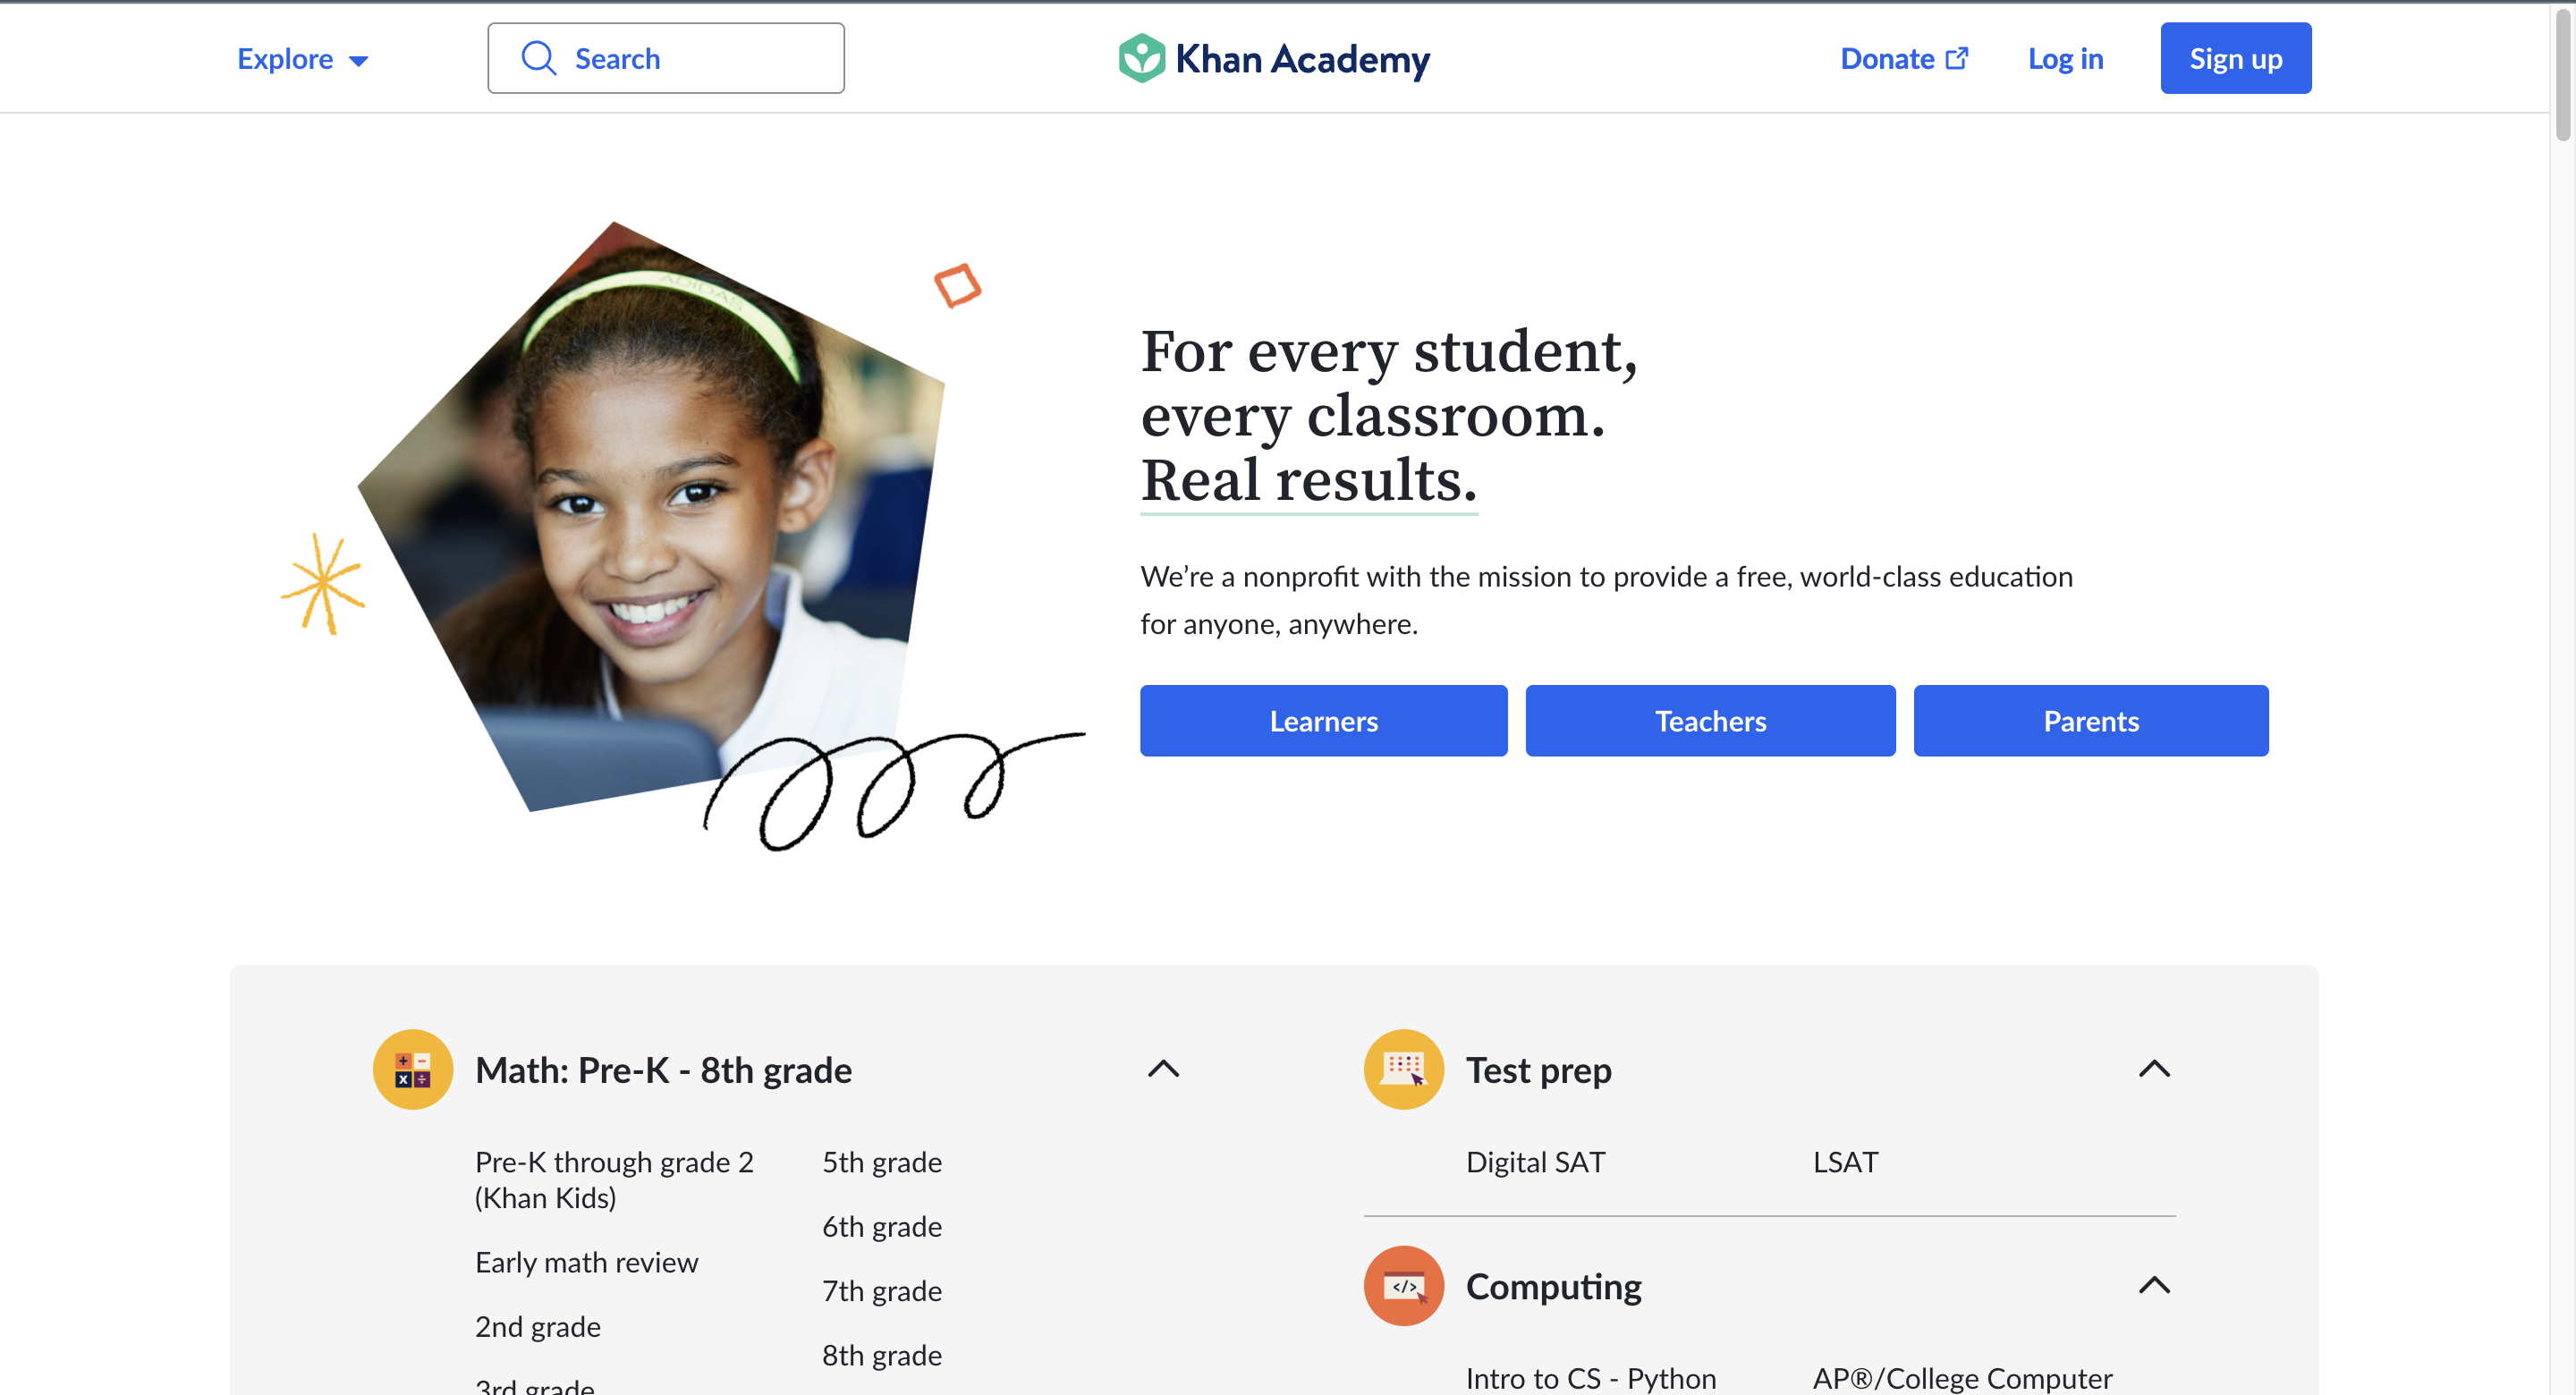 Explore
Search
Khan Academy
Donate
Log in
Sign up
ADIDAS
For every student,
every classroom.
Real results.
We’re a nonprofit with the mission to provide a free, world-class education
for anyone, anywhere.
Learners
Teachers
Parents
Math: Pre-K - 8th grade
Pre-K through grade 2
(Khan Kids)
Early math review
2nd grade
3rd grade
5th grade
6th grade
7th grade
8th grade
Test prep
Digital SAT
LSAT
</>
Computing
Intro to CS - Python
AP®/College Computer